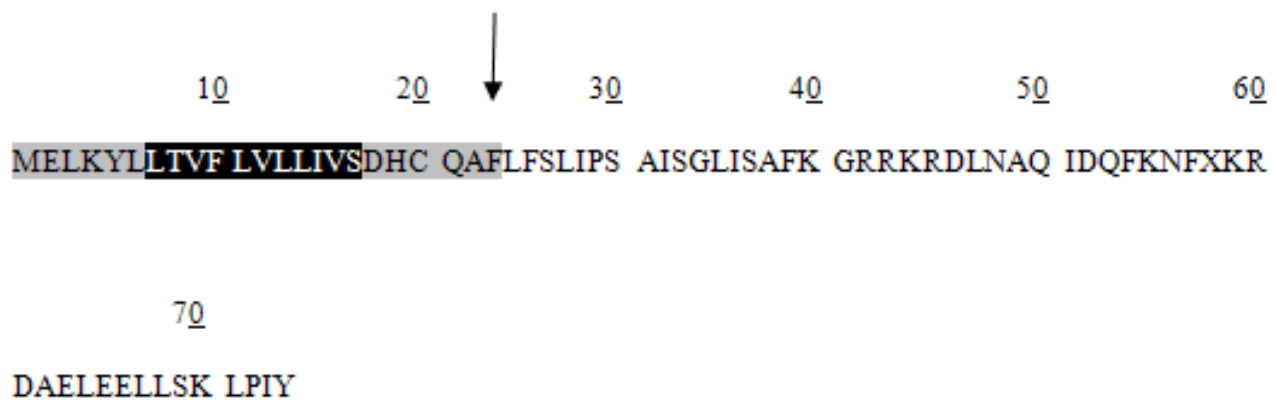 10 20 30 40 50 60
MELKYLLTVF LVLLIVSDHC QAFLFSLIPS AISGLISAFK GRRKRDLNAQ IDQFKNFXKR
70
DAELEELLSK LPIY